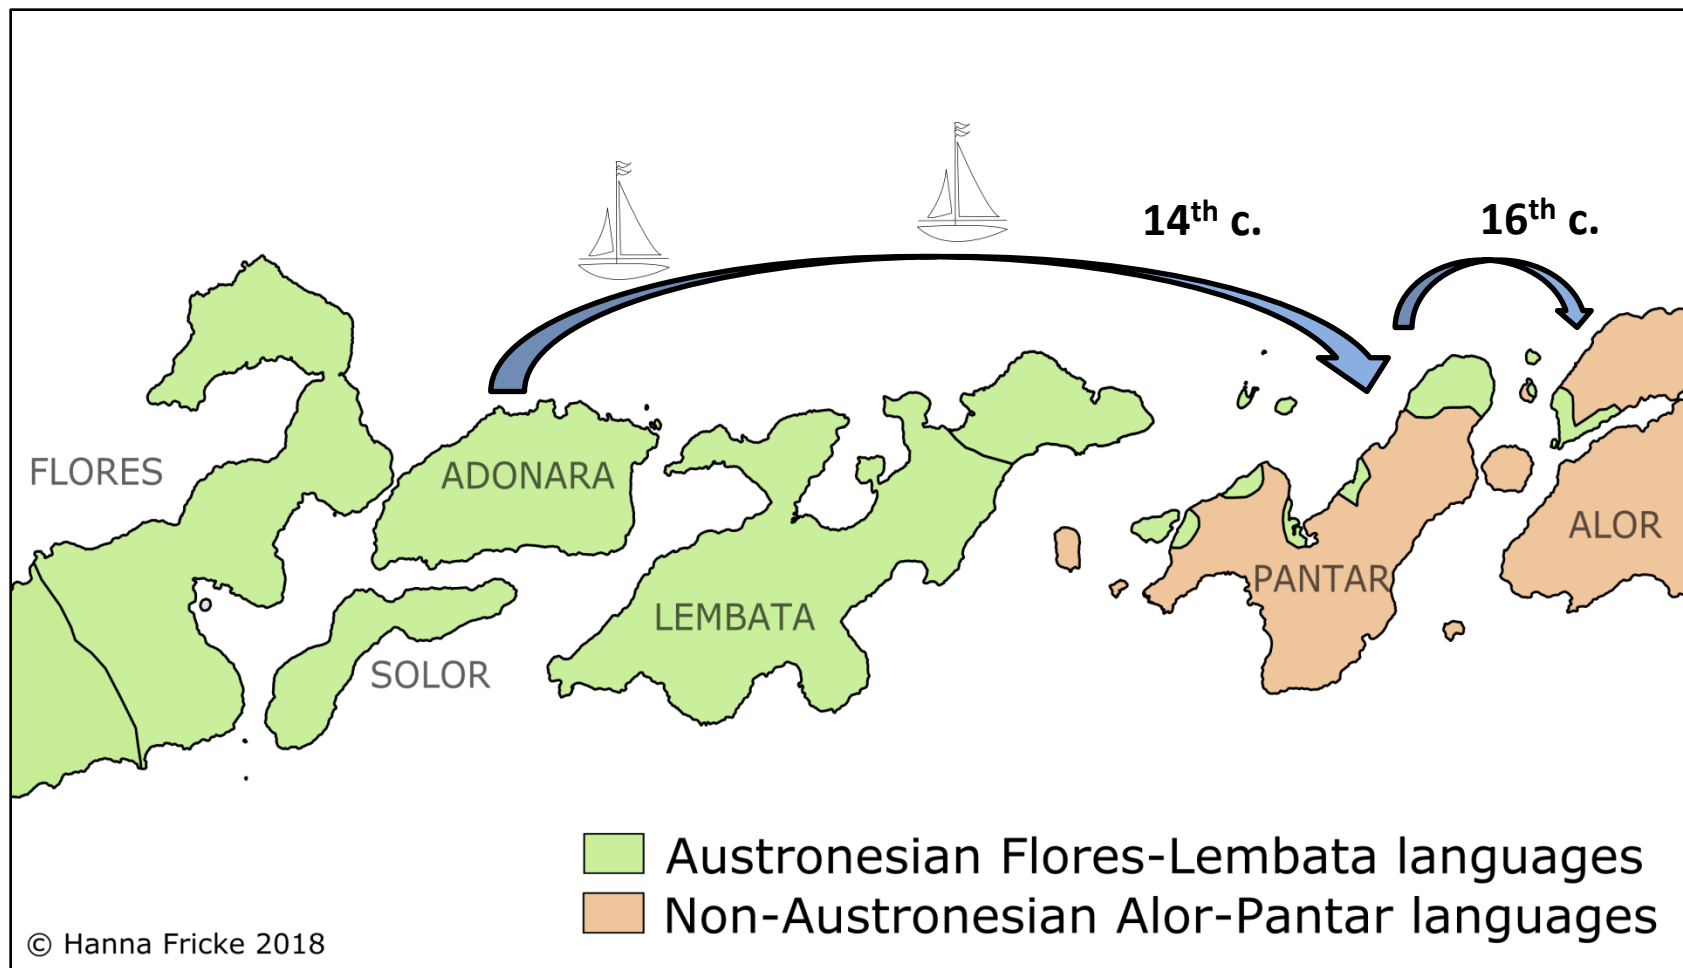 14th c.
16th c.
FLORES
ADONARA
ALOR
PANTAR
LEMBATA
SOLOR
Austronesian Flores-Lembata languages
Non-Austronesian Alor-Pantar languages
© Hanna Fricke 2018